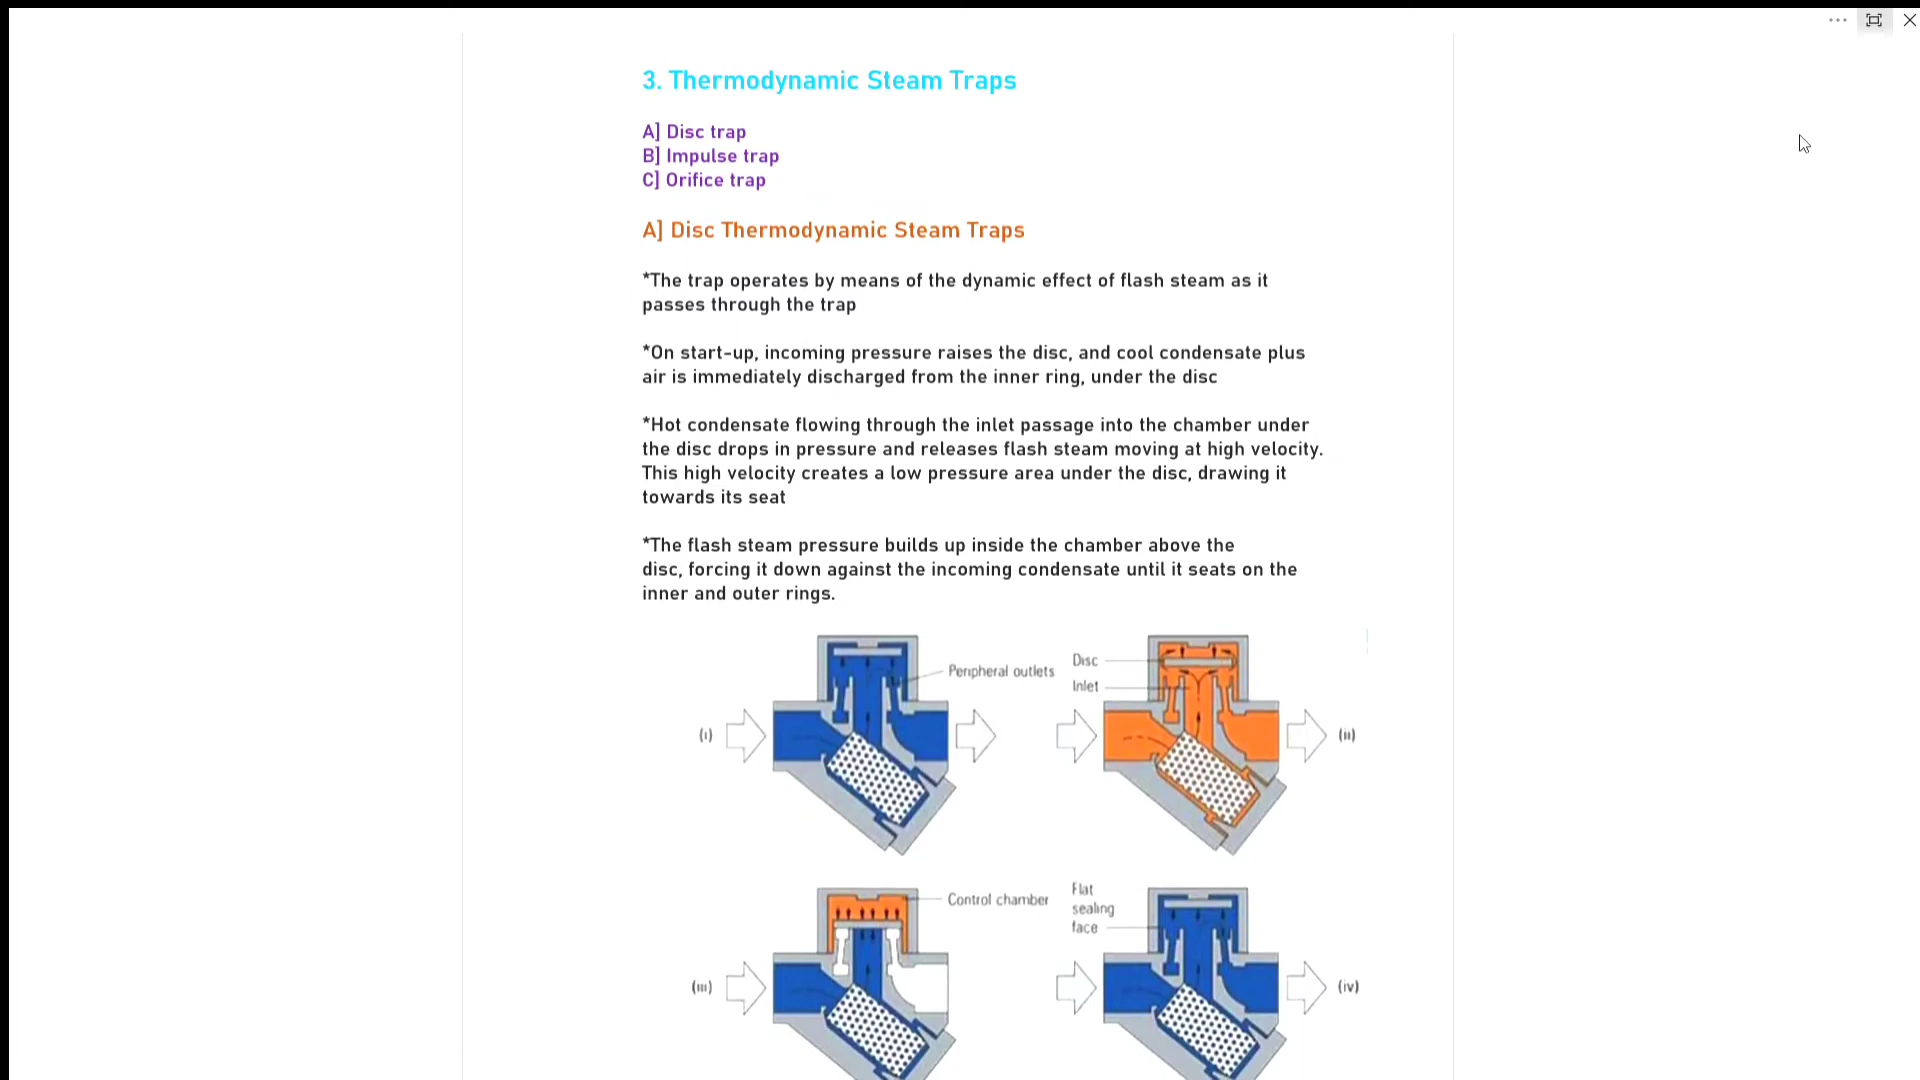 3. Thermodynamic Steam Traps
A] Disc trap
B] Impulse trap
C] Orifice trap
A] Disc Thermodynamic Steam Traps
*The trap operates by means of the dynamic effect of flash steam as it
passes through the trap
*On start-up, incoming pressure raises the disc, and cool condensate plus
air is immediately discharged from the inner ring, under the disc
*Hot condensate flowing through the inlet passage into the chamber under
the disc drops in pressure and releases flash steam moving at high velocity.
This high velocity creates a low pressure area under the disc, drawing it
towards its seat
*The flash steam pressure builds up inside the chamber above the
disc, forcing it down against the incoming condensate until it seats on the
inner and outer rings.
Peripheral outlets
Disc
Inlet
(i)
(ii)
Control chamber
Flat
sealing
face
(iii)
(iv)